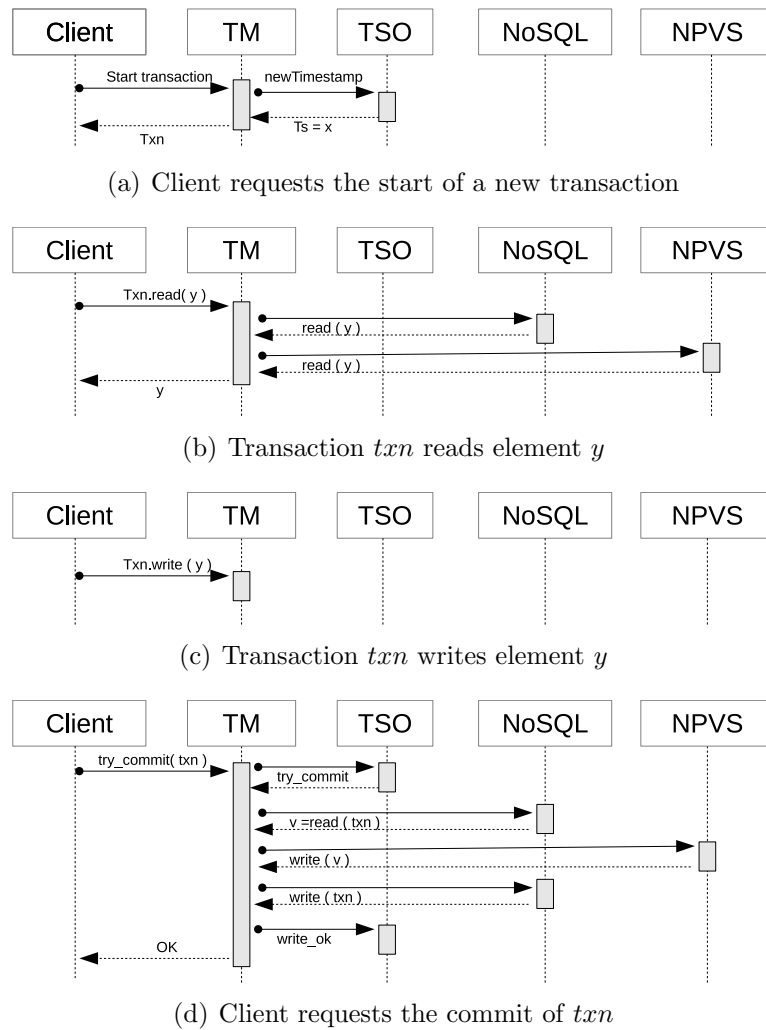 Client TM TSO NoSQL NPVS
Start transaction newTimestamp
Ts = x
Txn
(a) Client requests the start of a new transaction
Client TM TSO NoSQL NPVS
Txn.read( y )
read ( y )
read ( y )
y
(b) Transaction txn reads element y
Client TM TSO NoSQL NPVS
Txn.write ( y )
(c) Transaction txn writes element y
Client TM TSO NoSQL NPVS
try_commit( txn )
try_commit
v =read ( txn )
write ( v )
write ( txn )
write_ok
OK
(d) Client requests the commit of txn